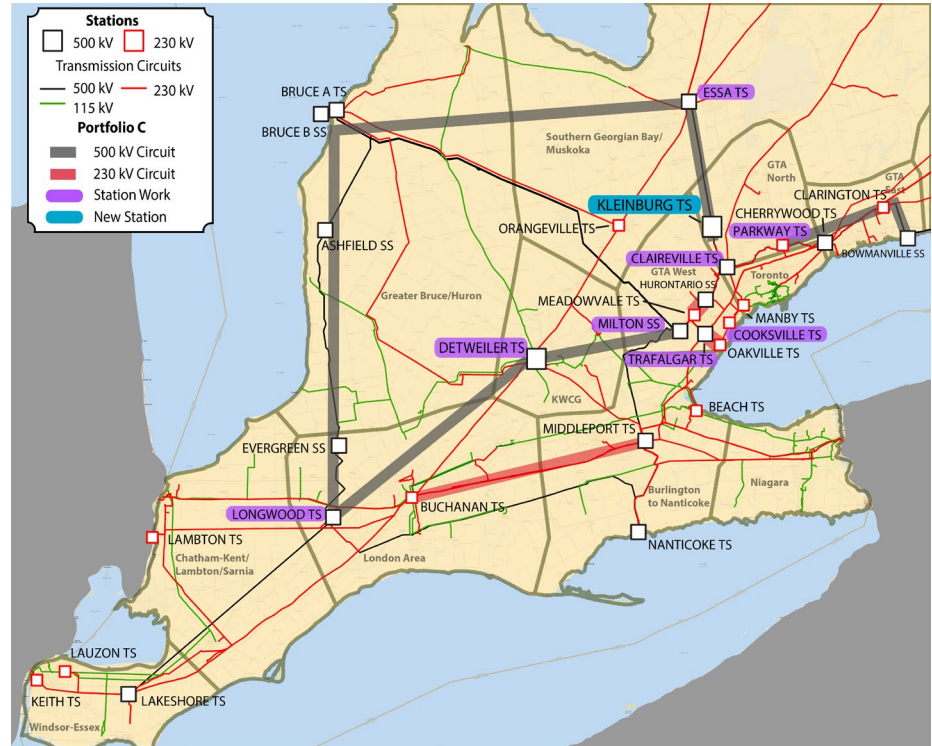 Stations
500 kV 230 kV
Transmission Circuits
500 kV 230 kV
115 kV
Portfolio C
500 kV Circuit
230 kV Circuit
Station Work
New Station
BRUCE A TS
BRUCE B SS
ESSA TS
Southern Georgian Bay/
Muskoka
GTA
North
GTA
East
CLARINGTON TS
KLEINBURG TS
CHERRYWOOD TS
ORANGEVILLE TS
PARKWAY TS
ASHFIELD SS
BOWMANVILLE SS
CLAIREVILLE TS
GTA West
Toronto
HURONTARIO SS
Greater Bruce/Huron
MEADOWVALE TS
MANBY TS
MILTON SS
COOKSVILLE TS
DETWEILER TS
TRAFALGAR TS
OAKVILLE TS
KWCG
BEACH TS
MIDDLEPORT TS
EVERGREEN SS
Niagara
Burlington
to Nanticoke
BUCHANAN TS
LONGWOOD TS
LAMBTON TS
NANTICOKE TS
Chatham-Kent/
Lambton/Sarnia
London Area
LAUZON TS
KEITH TS
LAKESHORE TS
Windsor-Essex